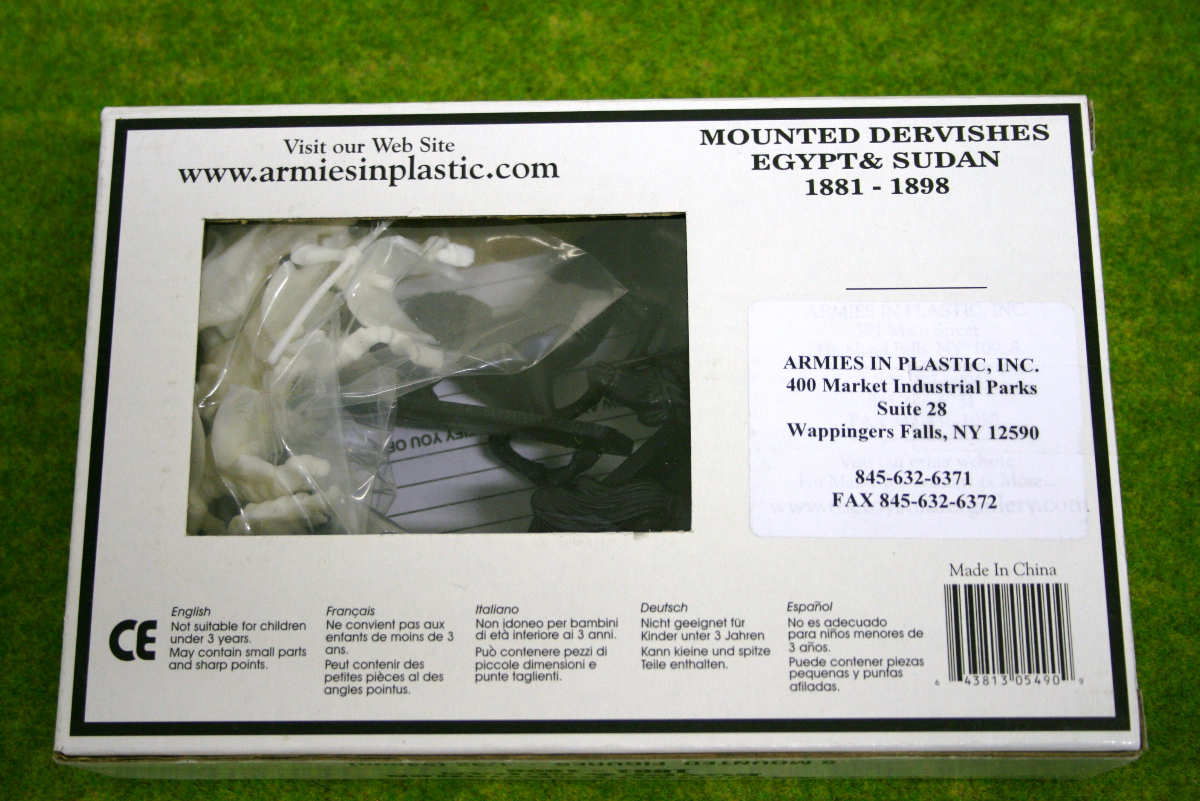 Visit our Web Site
www.armiesinplastic.com
MOUNTED DERVISHES
EGYPT& SUDAN
1881 - 1898
ARMIES IN PLASTIC, INC.
400 Market Industrial Parks
Suite 28
Wappingers Falls, NY 12590
845-632-6371
FAX 845-632-6372
Made In China
6 43813 05490 9
CE
English
Not suitable for children
under 3 years.
May contain small parts
and sharp points.
Français
Ne convient pas aux
enfants de moins de 3
ans.
Peut contenir des
petites pièces al des
angles pointus.
Italiano
Non idoneo per bambini
di età inferiore ai 3 anni.
Può contenere pezzi di
piccole dimensioni e
punte taglienti.
Deutsch
Nicht geeignet für
Kinder unter 3 Jahren
Kann kieine und spitze
Teile enthalten.
Español
No es adecuado
para niños menores de
3 años.
Puede contener piezas
pequenas y puntas
afiladas.